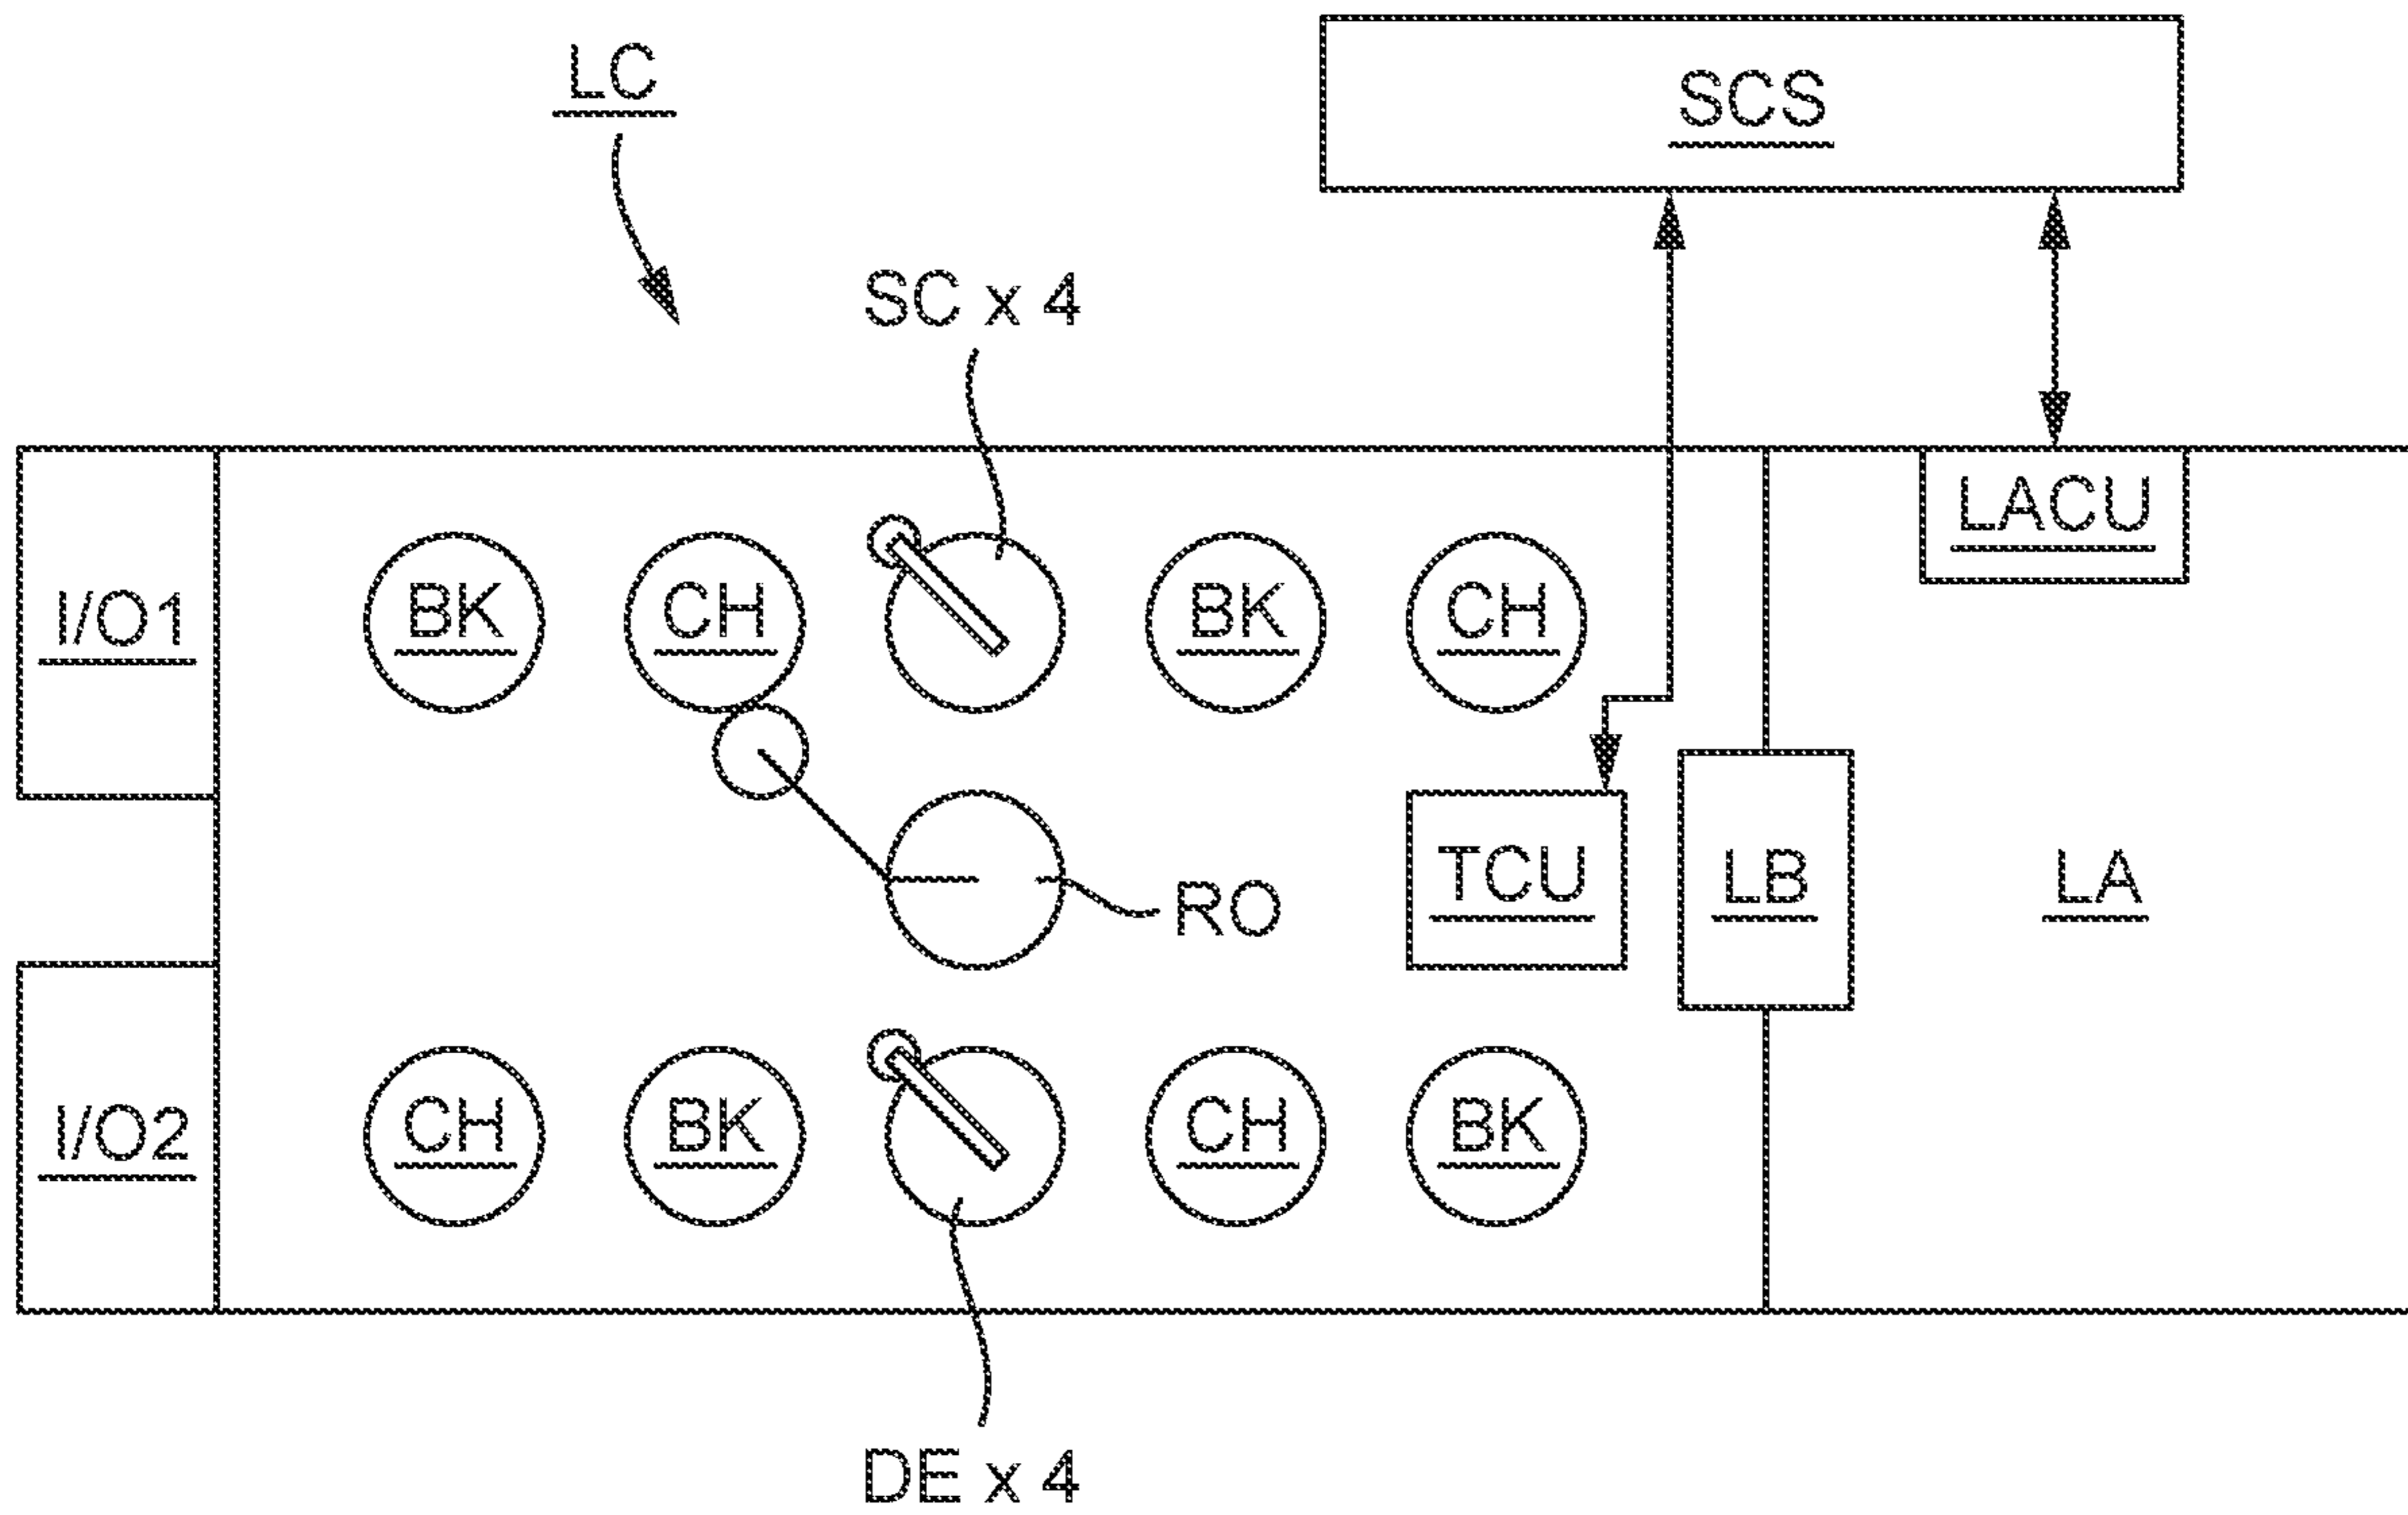 LC
SCS
SC x 4
LACU
I/O1
BK
CH
BK
CH
TCU
LB
LA
RO
I/O2
CH
BK
CH
BK
DE x 4